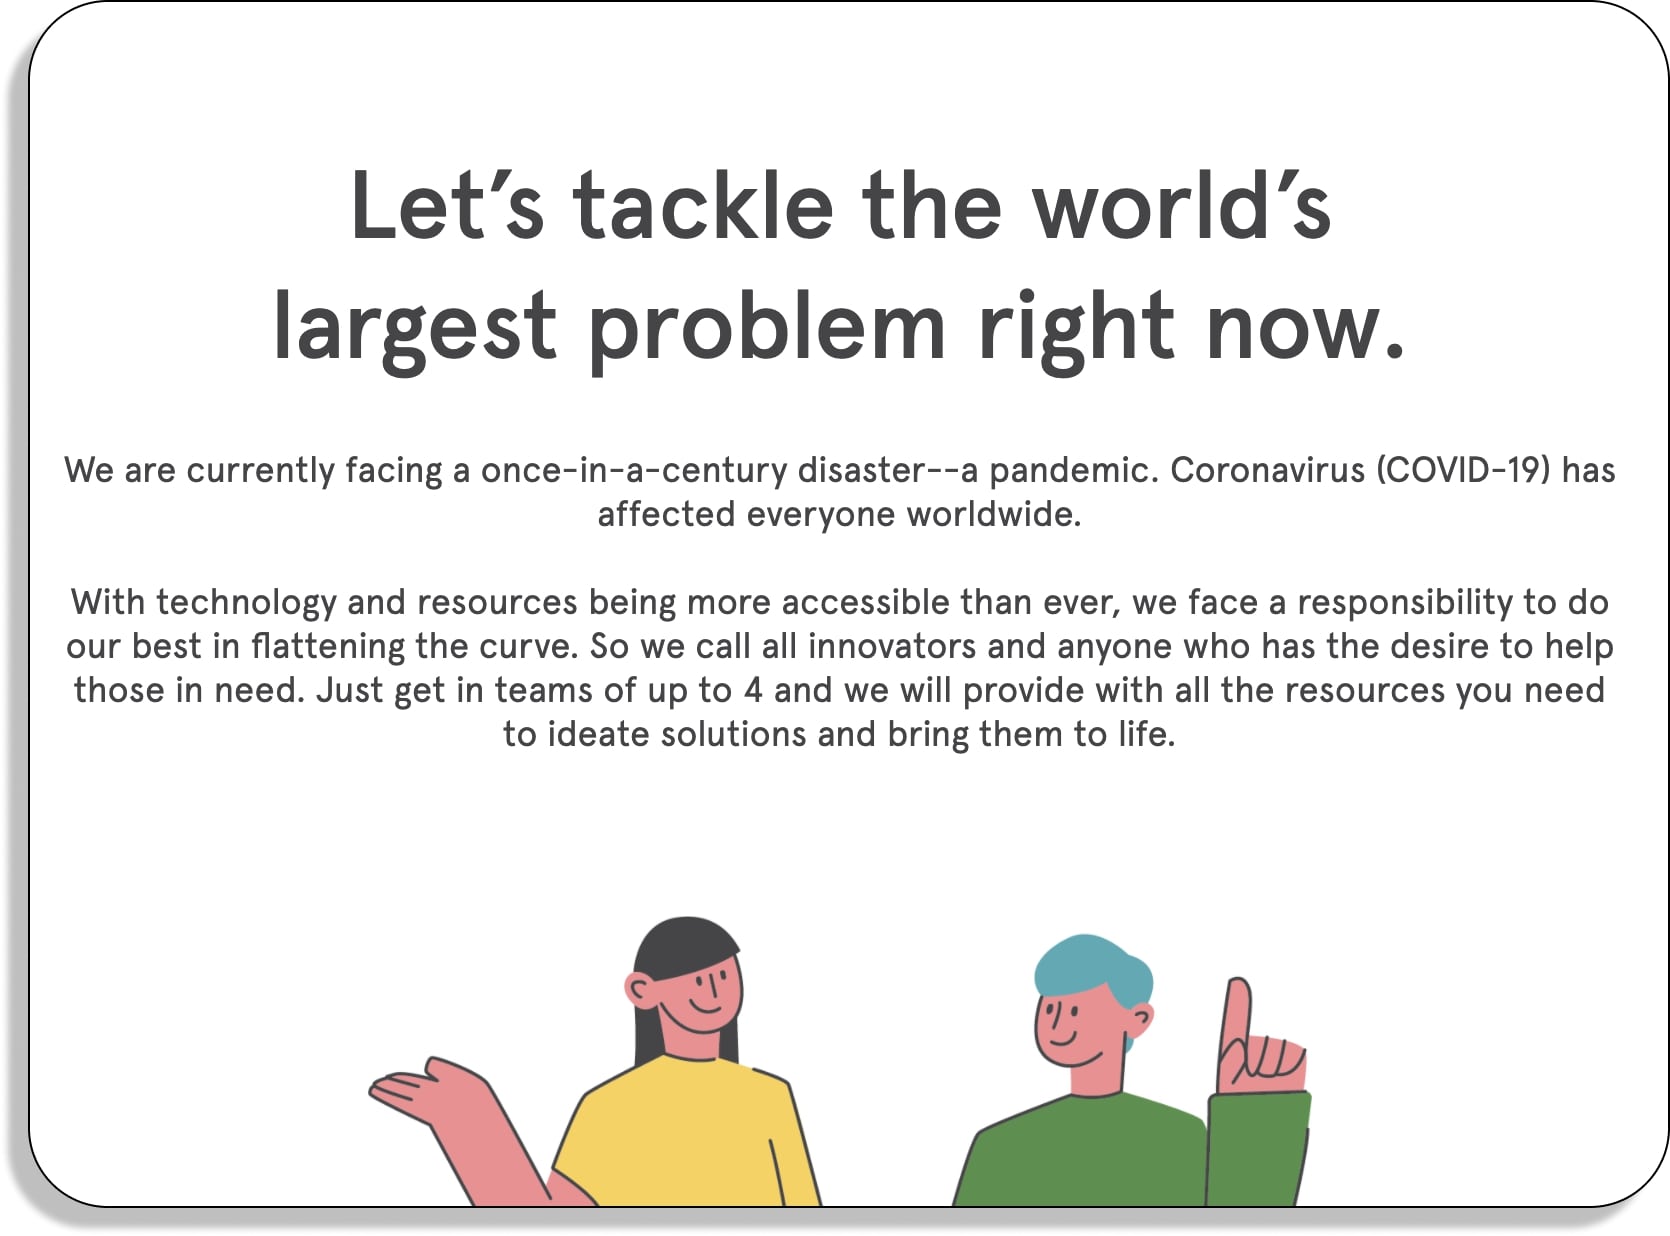 Let’s tackle the world’s
largest problem right now.
We are currently facing a once-in-a-century disaster--a pandemic. Coronavirus (COVID-19) has
affected everyone worldwide.
With technology and resources being more accessible than ever, we face a responsibility to do
our best in flattening the curve. So we call all innovators and anyone who has the desire to help
those in need. Just get in teams of up to 4 and we will provide with all the resources you need
to ideate solutions and bring them to life.